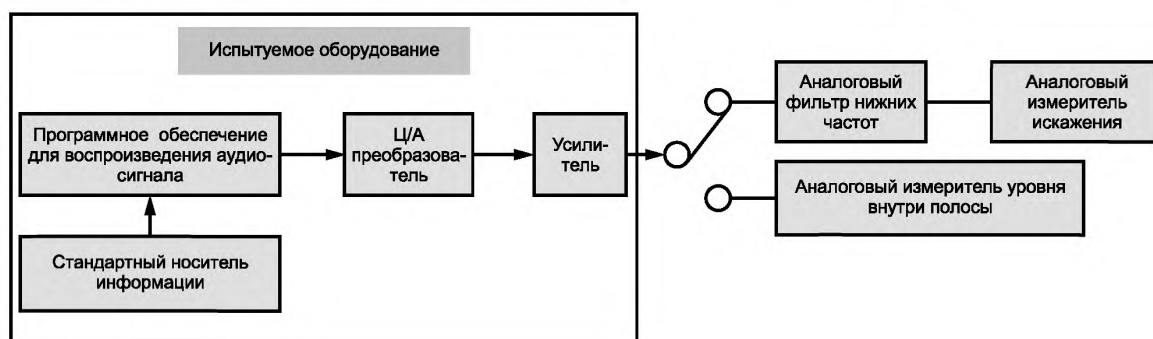 Испытуемое оборудование
Программное обеспечение
для воспроизведения аудио-
сигнала
Ц/А
преобразова-
тель
Усили-
тель
Стандартный носитель
информации
Аналоговый
фильтр нижних
частот
Аналоговый
измеритель
искажения
Аналоговый измеритель уровня
внутри полосы